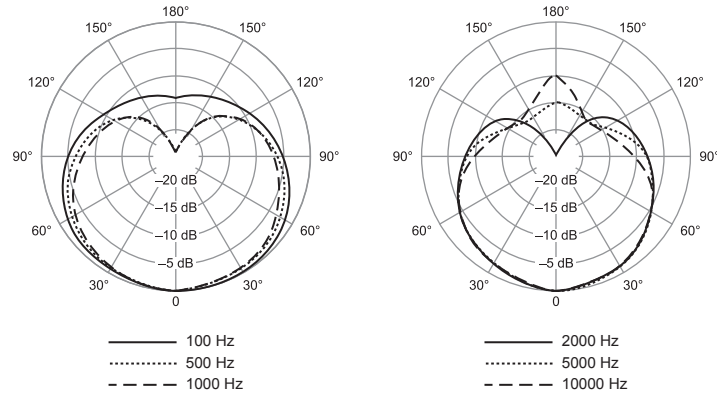 180°
150° 150°
120° 120°
90° 90°
60° 60°
30° 30°
0
–20 dB
–15 dB
–10 dB
–5 dB
100 Hz
500 Hz
1000 Hz
180°
150° 150°
120° 120°
90° 90°
60° 60°
30° 30°
0
–20 dB
–15 dB
–10 dB
–5 dB
2000 Hz
5000 Hz
10000 Hz